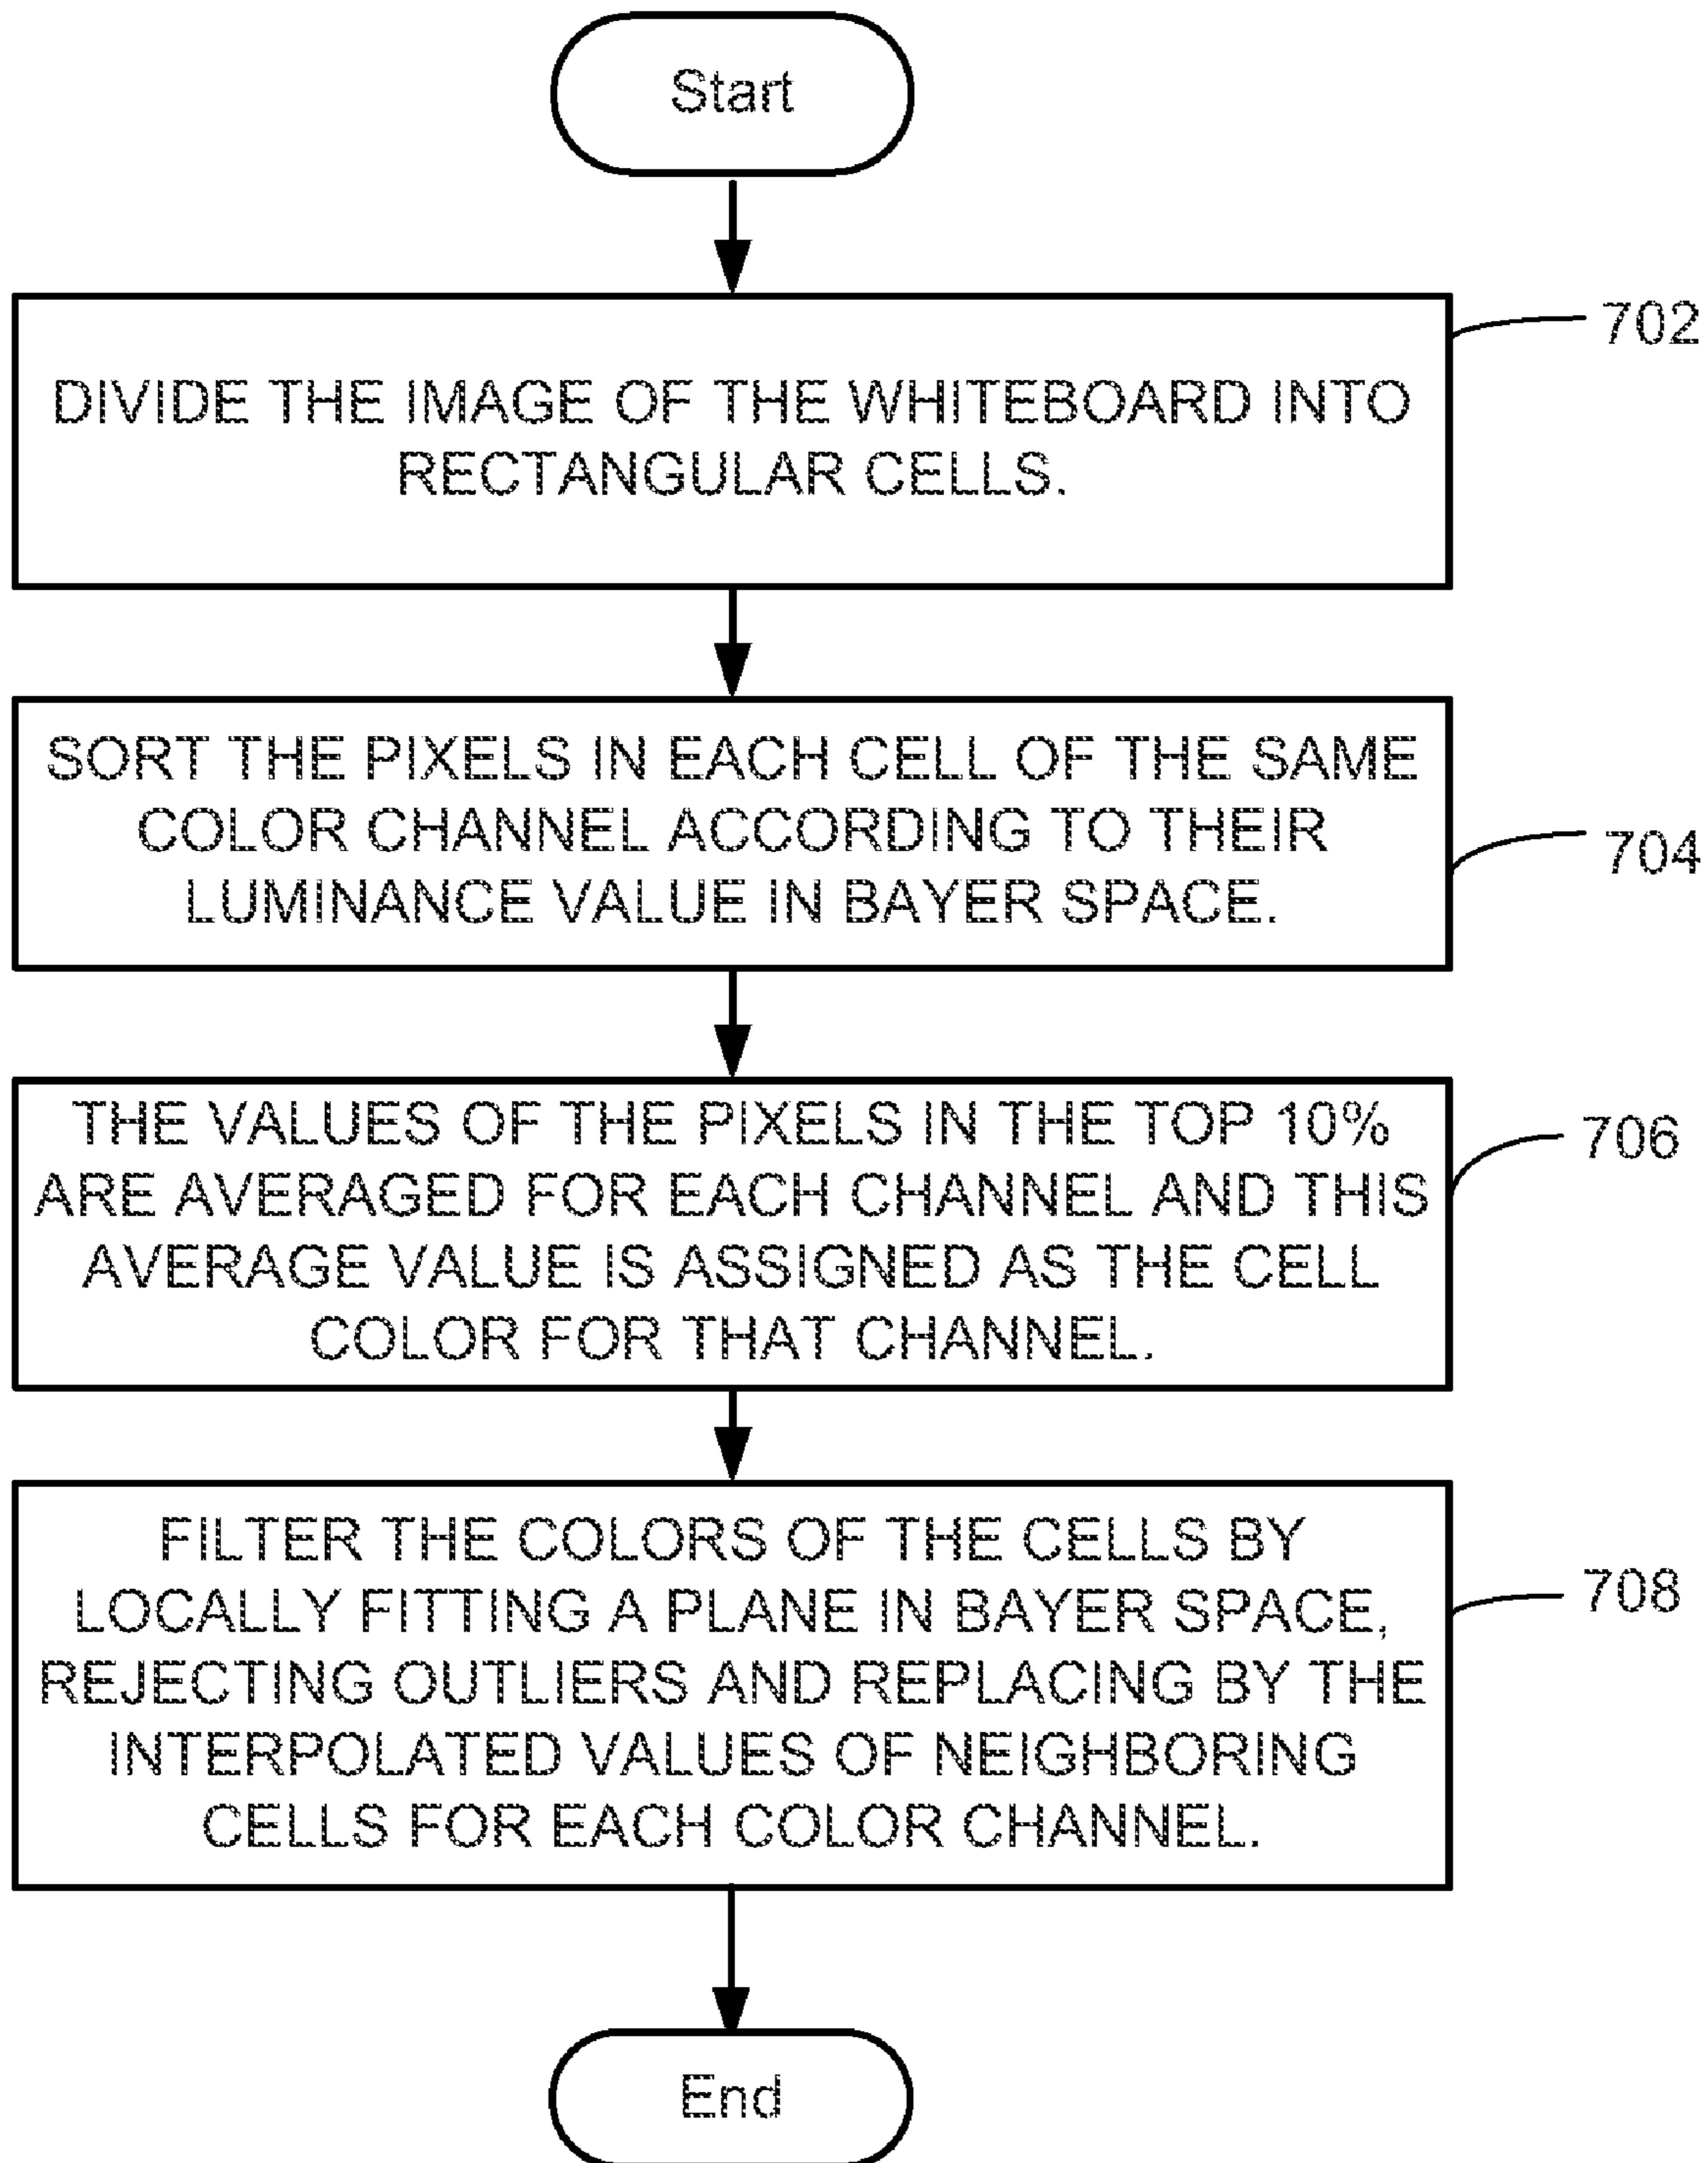 Start
702
DIVIDE THE IMAGE OF THE WHITEBOARD INTO
RECTANGULAR CELLS.
SORT THE PIXELS IN EACH CELL OF THE SAME
COLOR CHANNEL ACCORDING TO THEIR
LUMINANCE VALUE IN BAYER SPACE.
704
THE VALUES OF THE PIXELS IN THE TOP 10%
ARE AVERAGED FOR EACH CHANNEL AND THIS
AVERAGE VALUE IS ASSIGNED AS THE CELL
COLOR FOR THAT CHANNEL.
706
FILTER THE COLORS OF THE CELLS BY
LOCALLY FITTING A PLANE IN BAYER SPACE,
REJECTING OUTLIERS AND REPLACING BY THE
INTERPOLATED VALUES OF NEIGHBORING
CELLS FOR EACH COLOR CHANNEL.
708
End